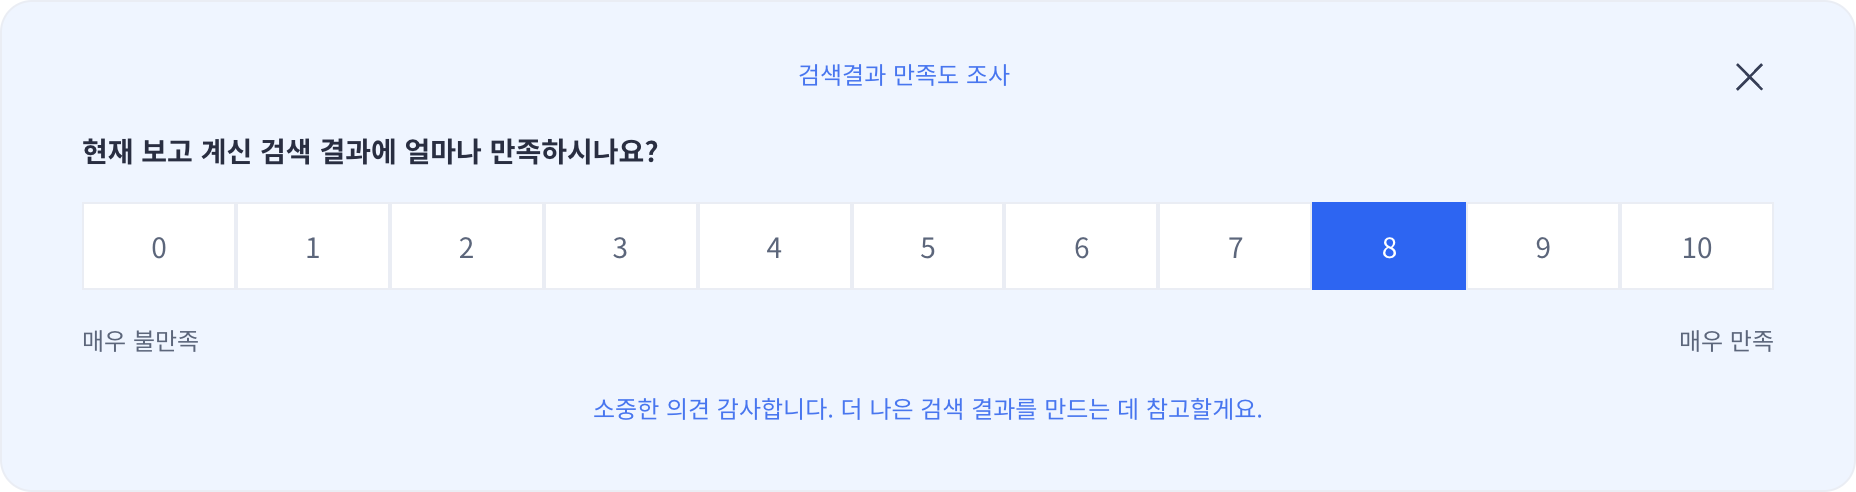 검색결과 만족도 조사
현재 보고 계신 검색 결과에 얼마나 만족하시나요?
0 1 2 3 4 5 6 7 8 9 10
매우 불만족 매우 만족
소중한 의견 감사합니다. 더 나은 검색 결과를 만드는 데 참고할게요.